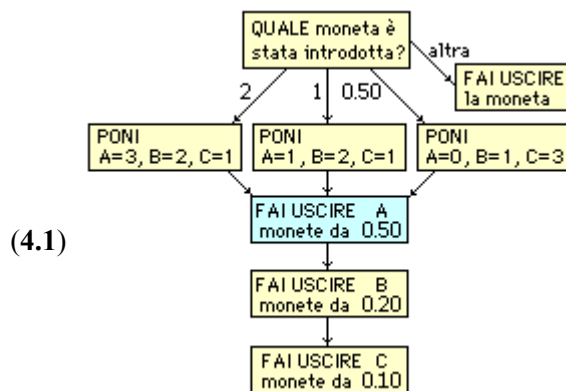 QUALE moneta è
stata introdotta?
altra
FAI USCIRE
la moneta
2
1
0.50
PONI
A=3, B=2, C=1
PONI
A=1, B=2, C=1
PONI
A=0, B=1, C=3
(4.1)
FAI USCIRE A
monete da 0.50
FAI USCIRE B
monete da 0.20
FAI USCIRE C
monete da 0.10